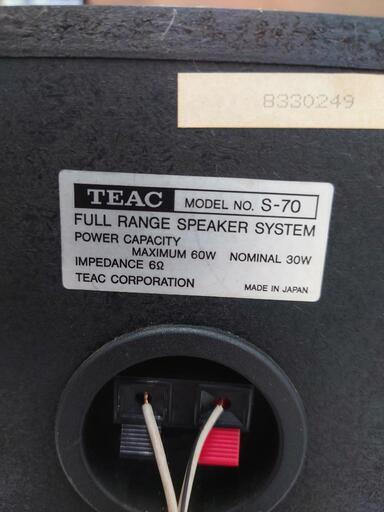 8330249
TEAC MODEL NO. S-70
FULL RANGE SPEAKER SYSTEM
POWER CAPACITY
MAXIMUM 60W NOMINAL 30W
IMPEDANCE 6Ω
TEAC CORPORATION MADE IN JAPAN